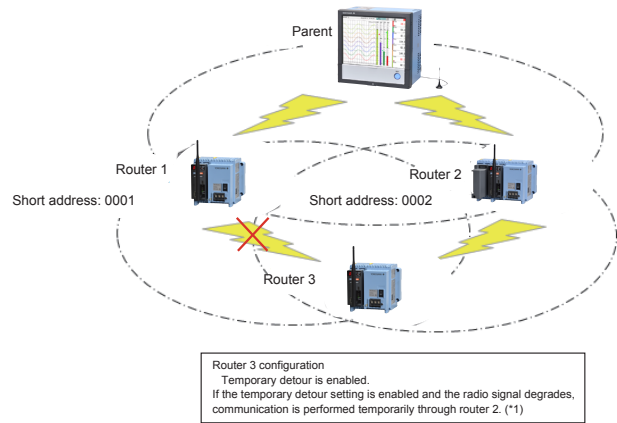 Parent
Router 1
Router 2
Short address: 0001
Short address: 0002
Router 3
Router 3 configuration
Temporary detour is enabled.
If the temporary detour setting is enabled and the radio signal degrades,
communication is performed temporarily through router 2. (*1)